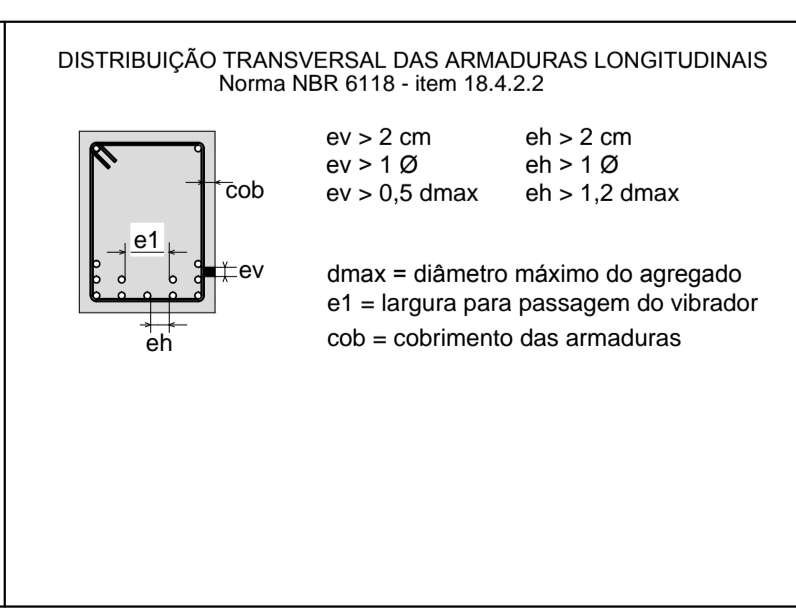 DISTRIBUIÇÃO TRANSVERSAL DAS ARMADURAS LONGITUDINAIS
Norma NBR 6118 - item 18.4.2.2
ev > 2 cm eh > 2 cm
ev > 1 Ø eh > 1 Ø
ev > 0,5 dmax eh > 1,2 dmax
cob
e1
ev
eh
dmax = diâmetro máximo do agregado
e1 = largura para passagem do vibrador
cob = cobrimento das armaduras